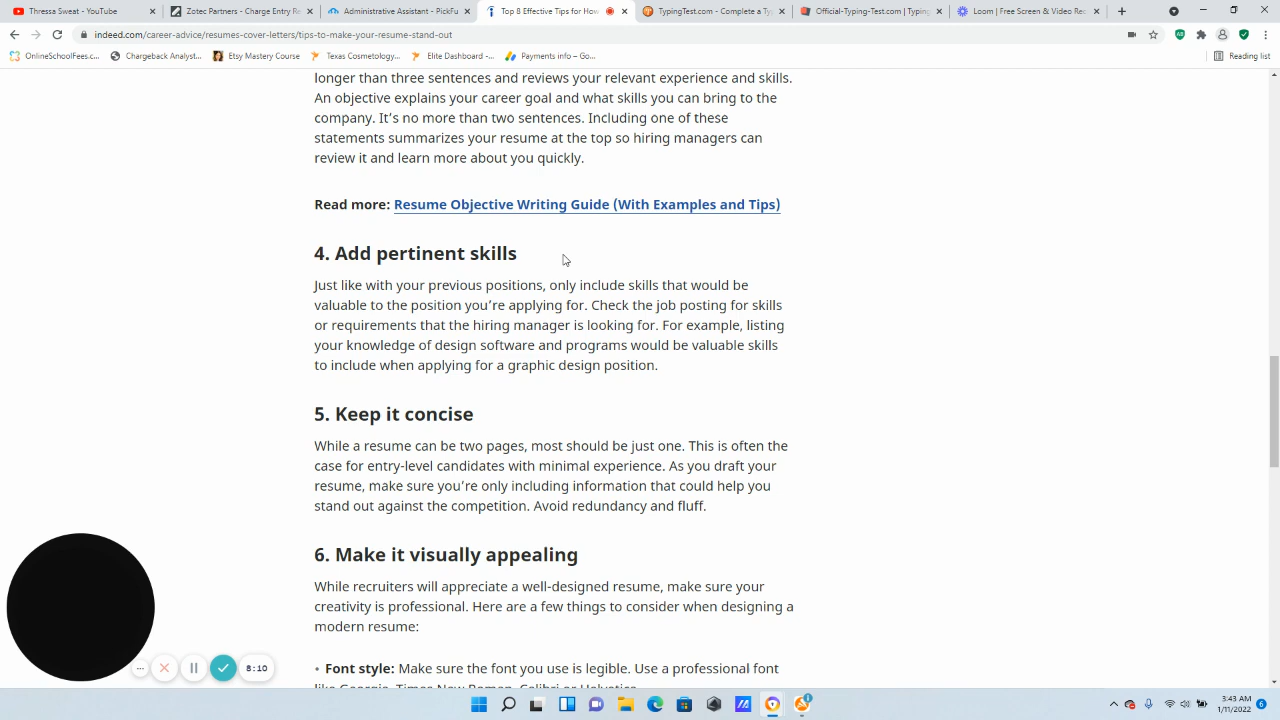 Thressa Sweat - YouTube
Zotec Partners - Charge Entry Re
Administrative Assistant - Pickin
Top 8 Effective Tips for How
TypingTest.com - Complete a Ty
Official-Typing-Test.com | Typing
Loom | Free Screen & Video Rec
indeed.com/career-advice/resumes-cover-letters/tips-to-make-your-resume-stand-out
OnlineSchoolFees.c...
Chargeback Analyst...
Etsy Mastery Course
Texas Cosmetology...
Elite Dashboard -...
Payments info – Go...
Reading list
longer than three sentences and reviews your relevant experience and skills.
An objective explains your career goal and what skills you can bring to the
company. It’s no more than two sentences. Including one of these
statements summarizes your resume at the top so hiring managers can
review it and learn more about you quickly.
Read more: Resume Objective Writing Guide (With Examples and Tips)
4. Add pertinent skills
Just like with your previous positions, only include skills that would be
valuable to the position you’re applying for. Check the job posting for skills
or requirements that the hiring manager is looking for. For example, listing
your knowledge of design software and programs would be valuable skills
to include when applying for a graphic design position.
5. Keep it concise
While a resume can be two pages, most should be just one. This is often the
case for entry-level candidates with minimal experience. As you draft your
resume, make sure you’re only including information that could help you
stand out against the competition. Avoid redundancy and fluff.
6. Make it visually appealing
While recruiters will appreciate a well-designed resume, make sure your
creativity is professional. Here are a few things to consider when designing a
modern resume:
• Font style: Make sure the font you use is legible. Use a professional font
like Georgia, Times New Roman, Calibri or Helvetica.
8:10
3:43 AM
1/11/2022